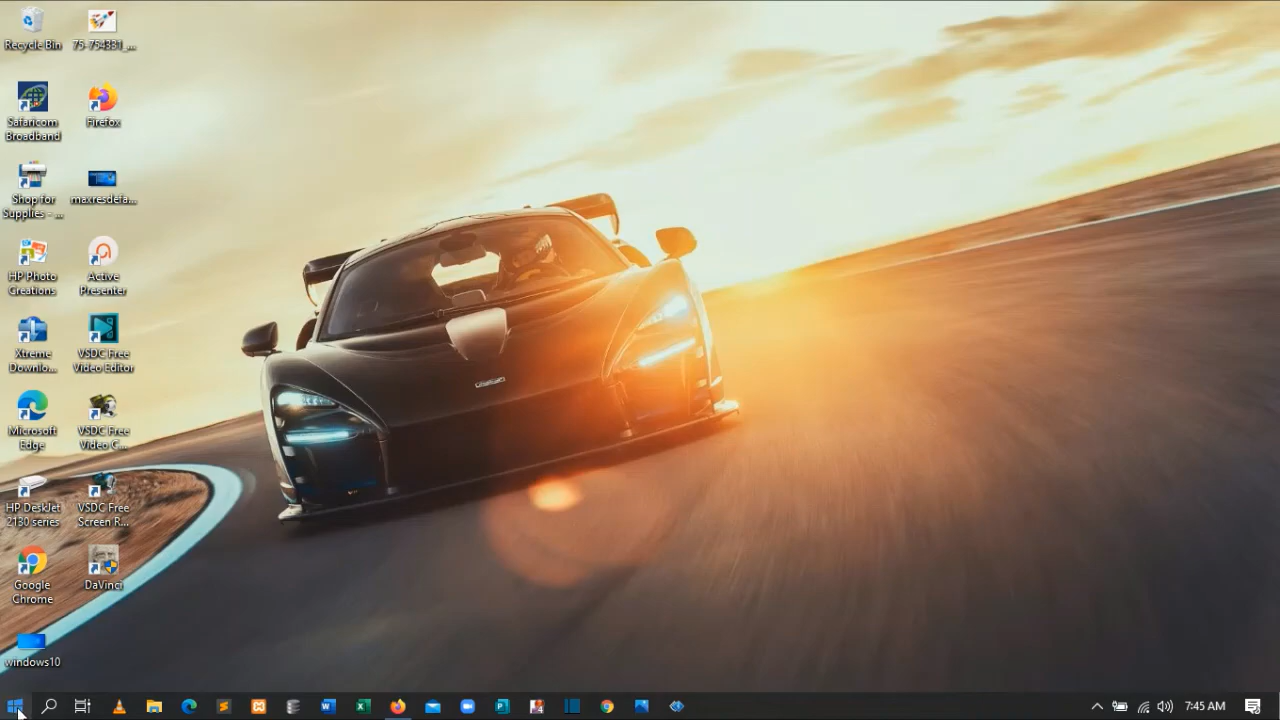 Recycle Bin
75-754331_...
Safaricom
Broadband
Firefox
Shop for
Supplies - ...
maxresdefa...
HP Photo
Creations
Active
Presenter
Xtreme
Downlo...
VSDC Free
Video Editor
Microsoft
Edge
VSDC Free
Video C...
HP DeskJet
2130 series
VSDC Free
Screen R...
Google
Chrome
DaVinci
windows10
7:45 AM